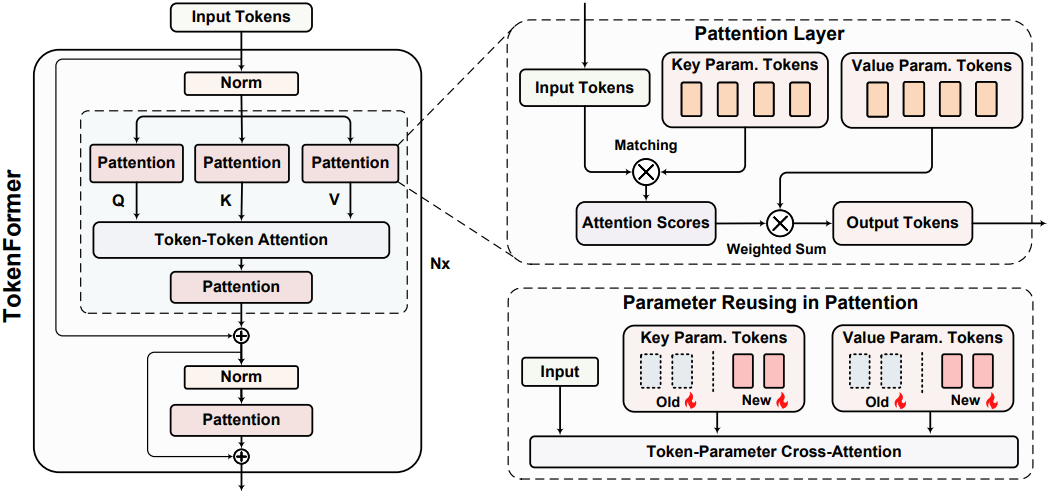 TokenFormer
Input Tokens
Norm
Pattention
Pattention
Pattention
Q
K
V
Token-Token Attention
Pattention
Nx
Norm
Pattention
Pattention Layer
Input Tokens
Key Param. Tokens
Value Param. Tokens
Matching
Attention Scores
Weighted Sum
Output Tokens
Parameter Reusing in Pattention
Input
Key Param. Tokens
Old
New
Value Param. Tokens
Old
New
Token-Parameter Cross-Attention